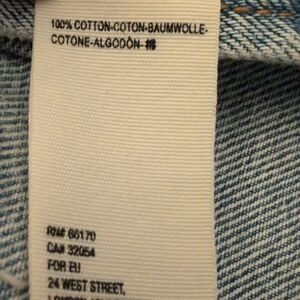 100% COTTON-COTON-BAUMWOLLE-
COTONE-ALGODÓN-棉
RN# 66170
CA# 32054
FOR EU
24 WEST STREET,